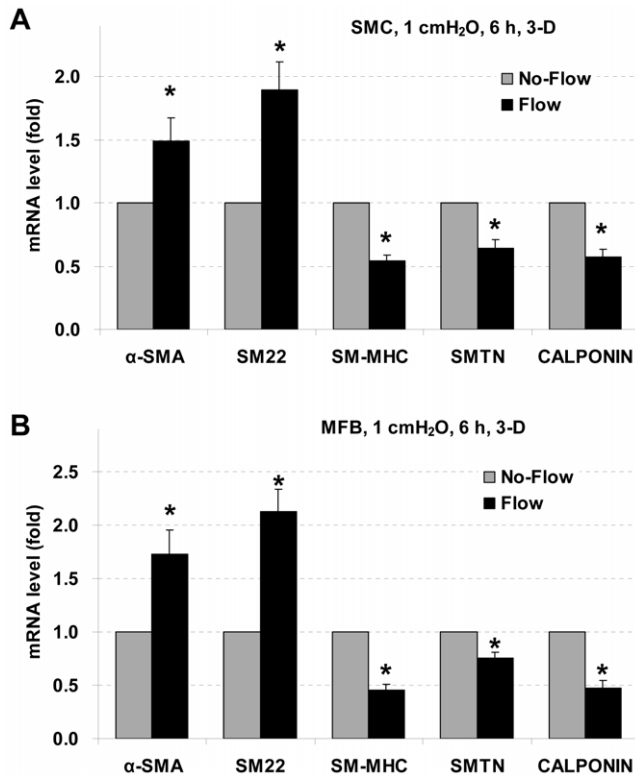 A
SMC, 1 cmH₂O, 6 h, 3-D
mRNA level (fold)
2.0
1.5
1.0
0.5
0.0
No-Flow
Flow
*
*
*
*
*
α-SMA SM22 SM-MHC SMTN CALPONIN
B
MFB, 1 cmH₂O, 6 h, 3-D
mRNA level (fold)
2.5
2.0
1.5
1.0
0.5
0.0
No-Flow
Flow
*
*
*
*
*
α-SMA SM22 SM-MHC SMTN CALPONIN